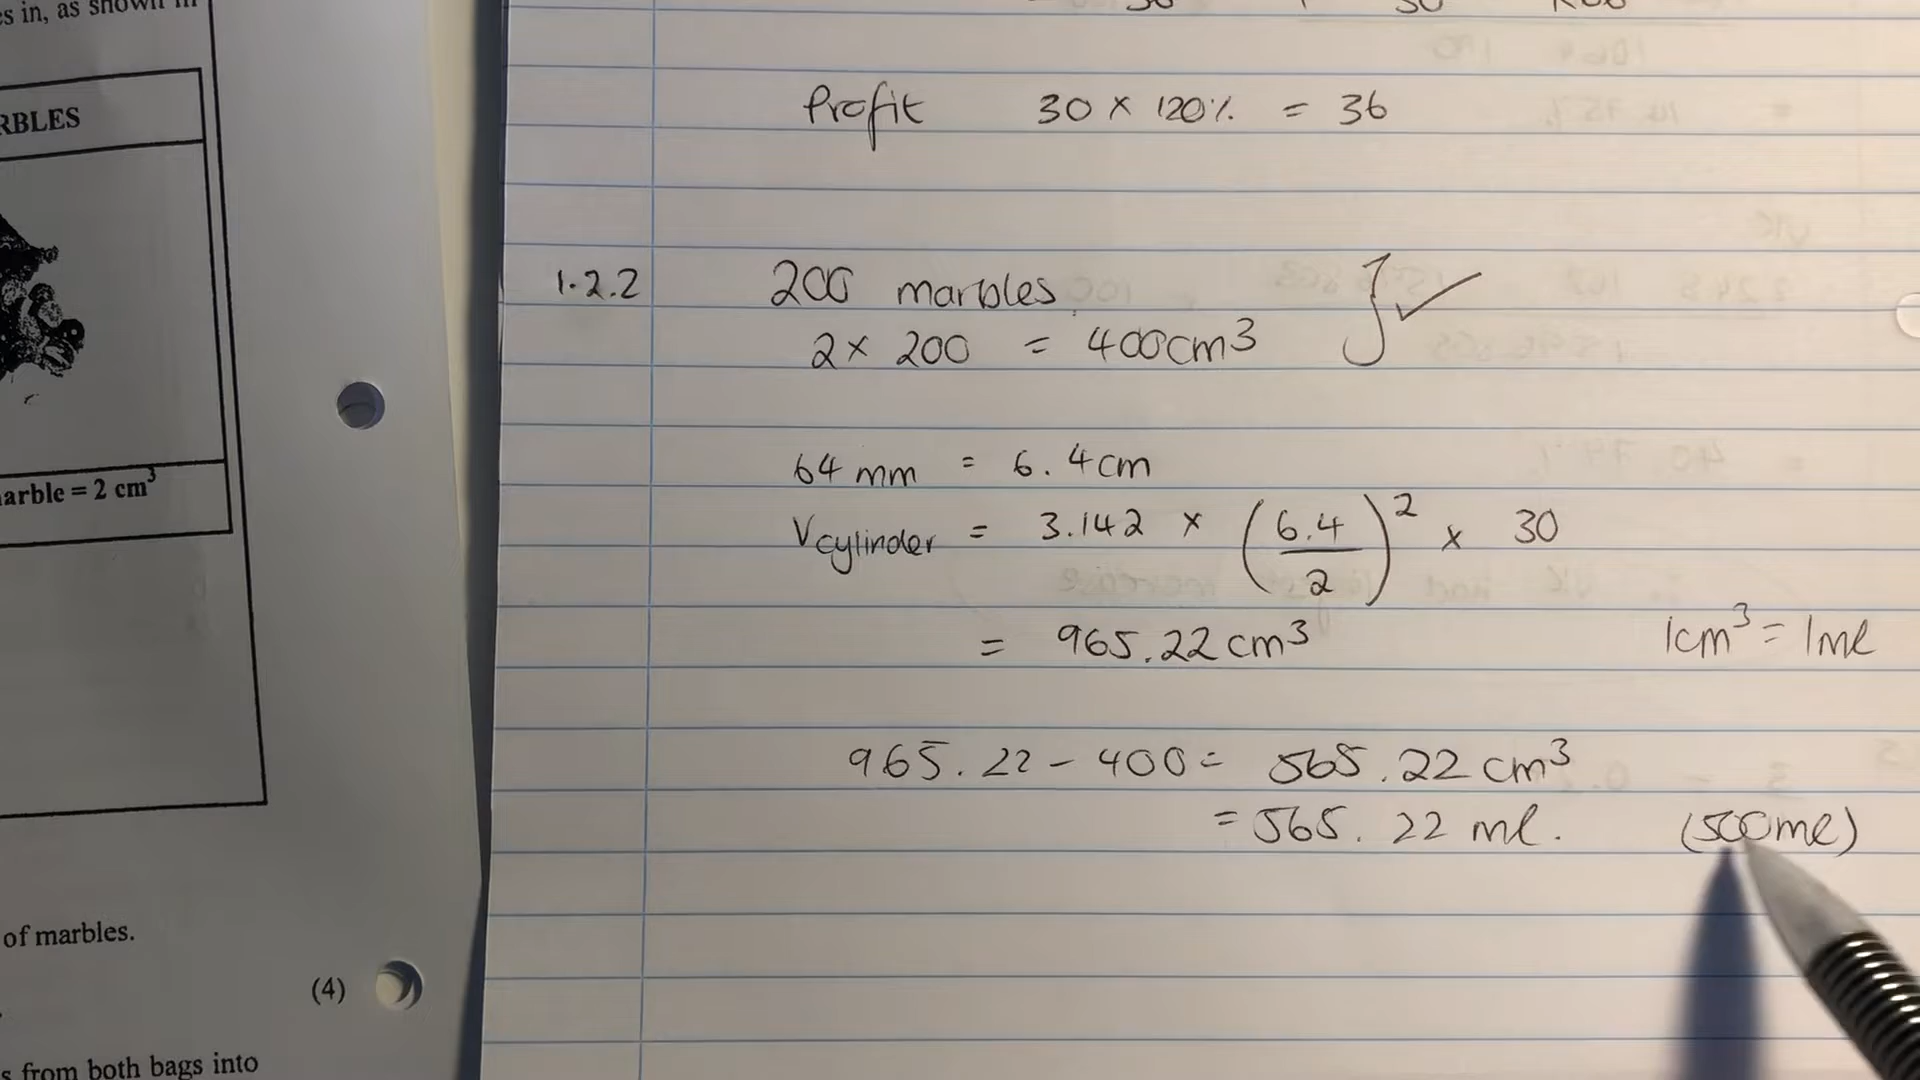 es in, as shown in
RBLES
arble = 2 cm³
of marbles.
(4)
s from both bags into
Profit 30 x 120% = 36
1.2.2 200 marbles
2 x 200 = 400cm³
64 mm = 6.4cm
Vcylinder = 3.142 x (6.4/2)² x 30
= 965.22 cm³ 1cm³ = 1ml
965.22 - 400 = 565.22 cm³
= 565.22 ml. (500ml)